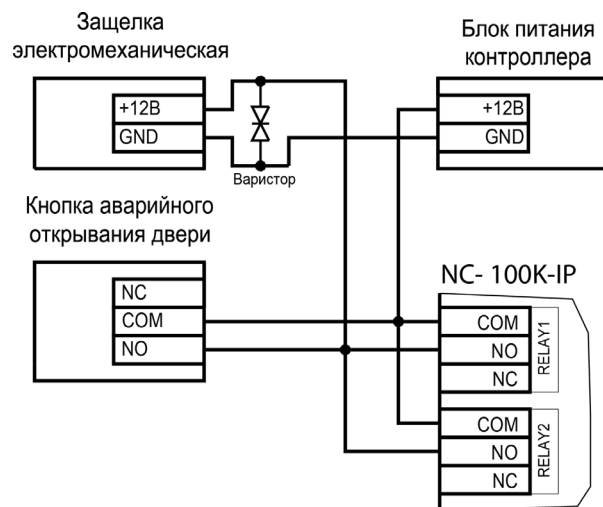 Защелка
электромеханическая
+12В
GND
Варистор
Блок питания
контроллера
+12В
GND
Кнопка аварийного
открывания двери
NC
COM
NO
NC- 100K-IP
COM
NO
NC
RELAY1
COM
NO
NC
RELAY2